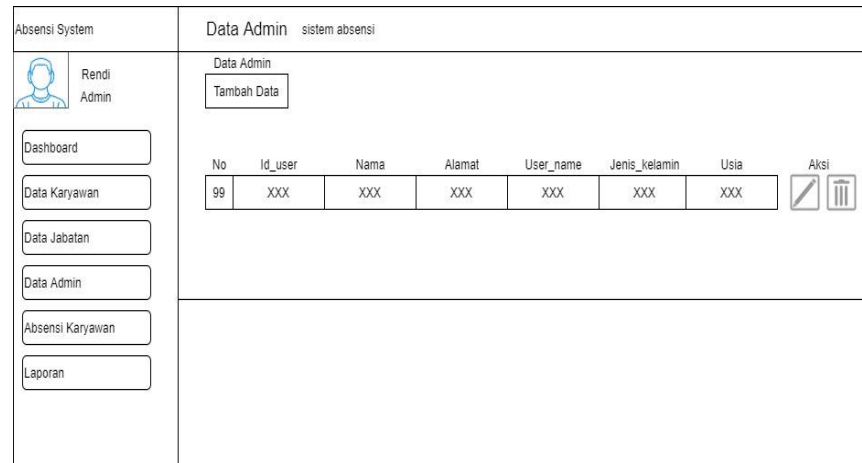 Absensi System
Data Admin sistem absensi
Rendi
Admin
Dashboard
Data Karyawan
Data Jabatan
Data Admin
Absensi Karyawan
Laporan
Data Admin
Tambah Data
No Id_user Nama Alamat User_name Jenis_kelamin Usia Aksi
99 XXX XXX XXX XXX XXX XXX